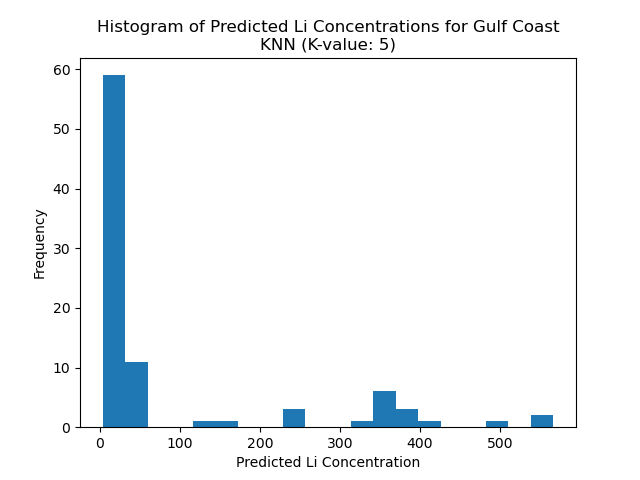 Histogram of Predicted Li Concentrations for Gulf Coast
KNN (K-value: 5)
60
50
40
30
20
10
0
Frequency
0 100 200 300 400 500
Predicted Li Concentration